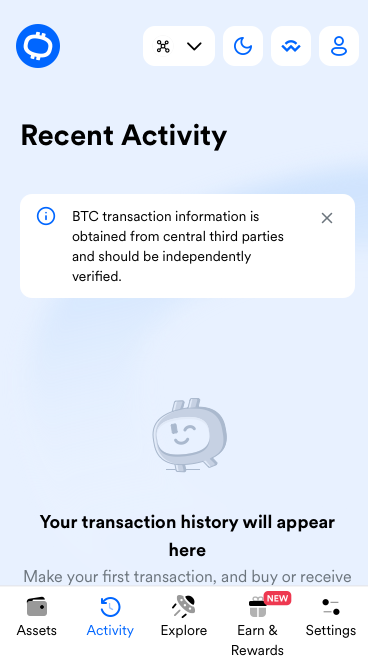 Recent Activity
BTC transaction information is
obtained from central third parties
and should be independently
verified.
Your transaction history will appear
here
Make your first transaction, and buy or receive
NEW
Assets
Activity
Explore
Earn &
Rewards
Settings